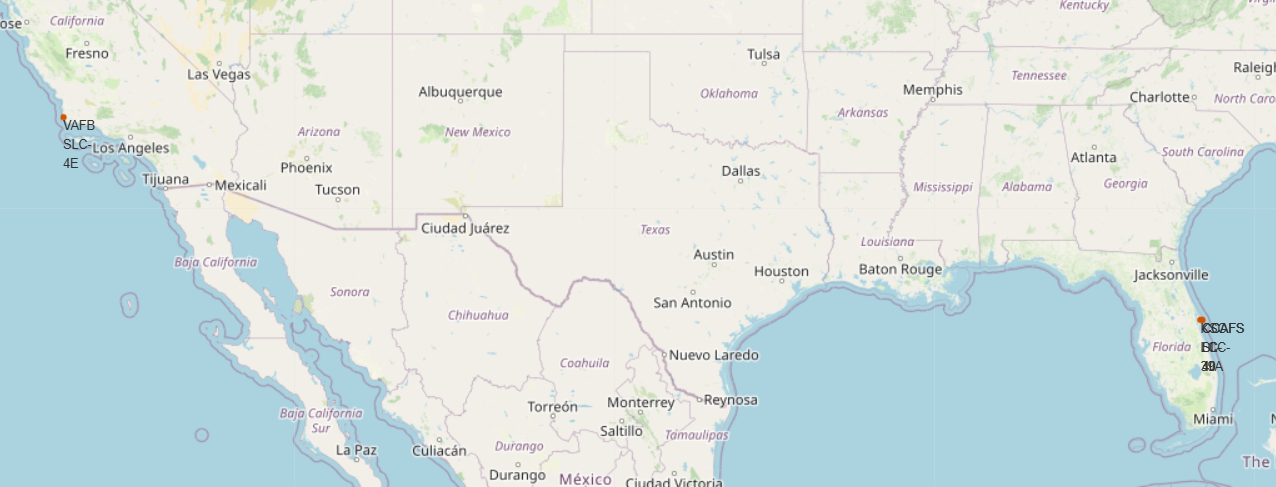 ose
California
Kentucky
Virgi
Fresno
Las Vegas
Tulsa
Tennessee
Raleigh
Albuquerque
Oklahoma
Memphis
Charlotte
North Caro
VAFB
SLC-
4E
Los Angeles
Arizona
New Mexico
Arkansas
South Carolina
Phoenix
Dallas
Atlanta
Tijuana
Mexicali
Tucson
Mississippi
Alabama
Georgia
Ciudad Juárez
Texas
Louisiana
Baja California
Austin
Houston
Baton Rouge
Jacksonville
Sonora
San Antonio
Chihuahua
Florida
Coahuila
Nuevo Laredo
Baja California
Sur
Torreón
Monterrey
Reynosa
Miami
N
Saltillo
Tamaulipas
La Paz
Culiacán
Durango
Durango
México
Ciudad Victoria
The